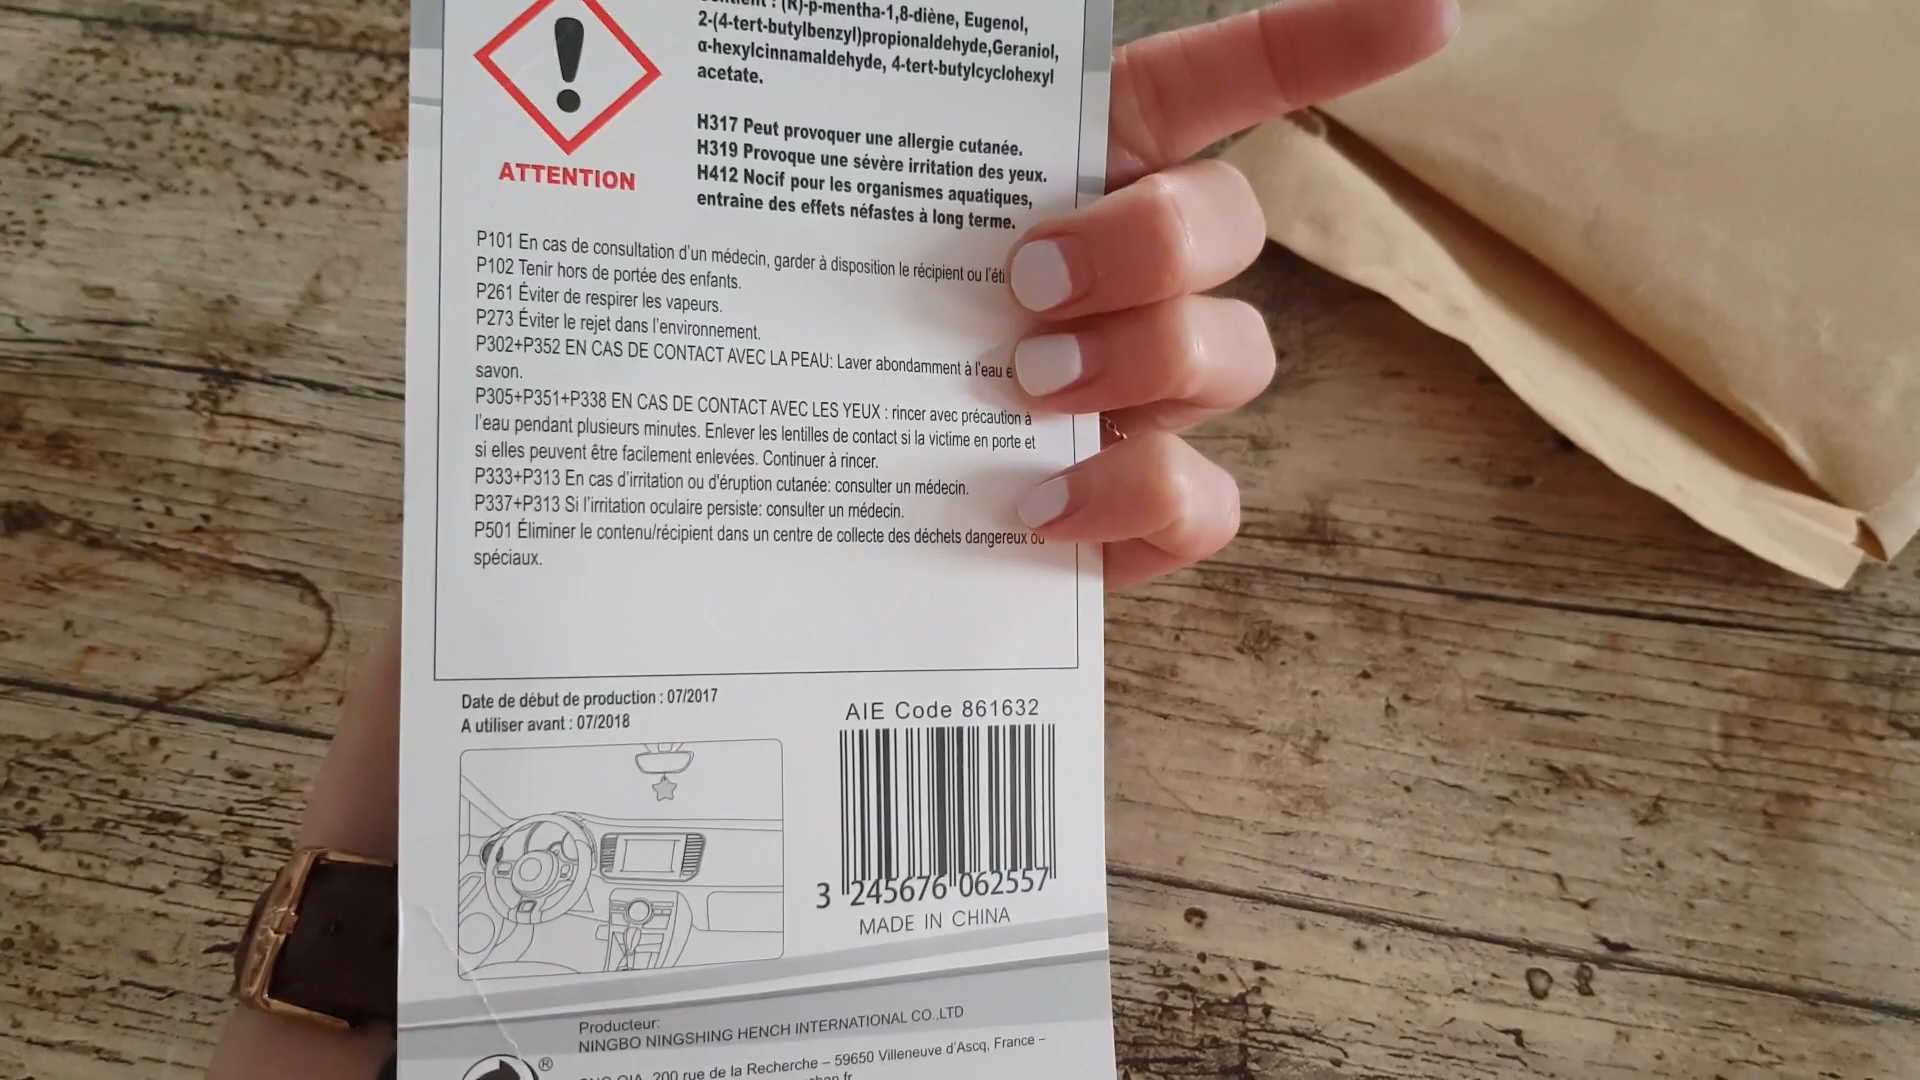 (R)-p-mentha-1,8-diène, Eugenol,
2-(4-tert-butylbenzyl)propionaldehyde,Geraniol,
α-hexylcinnamaldehyde, 4-tert-butylcyclohexyl
acetate.
ATTENTION
H317 Peut provoquer une allergie cutanée.
H319 Provoque une sévère irritation des yeux.
H412 Nocif pour les organismes aquatiques,
entraîne des effets néfastes à long terme.
P101 En cas de consultation d'un médecin, garder à disposition le récipient ou
P102 Tenir hors de portée des enfants.
P261 Éviter de respirer les vapeurs.
P273 Éviter le rejet dans l'environnement.
P302+P352 EN CAS DE CONTACT AVEC LA PEAU: Laver abondamment à l'eau
savon.
P305+P351+P338 EN CAS DE CONTACT AVEC LES YEUX : rincer avec précaution à
l'eau pendant plusieurs minutes. Enlever les lentilles de contact si la victime en porte et
si elles peuvent être facilement enlevées. Continuer à rincer.
P333+P313 En cas d'irritation ou d'éruption cutanée: consulter un médecin.
P337+P313 Si l'irritation oculaire persiste: consulter un médecin.
P501 Éliminer le contenu/récipient dans un centre de collecte des déchets dangereux ou
spéciaux.
Date de début de production : 07/2017
A utiliser avant : 07/2018
AIE Code 861632
3 245676 062557
MADE IN CHINA
Producteur:
NINGBO NINGSHING HENCH INTERNATIONAL CO.,LTD
®
OIA, 200 rue de la Recherche – 59650 Villeneuve d'Ascq, France –